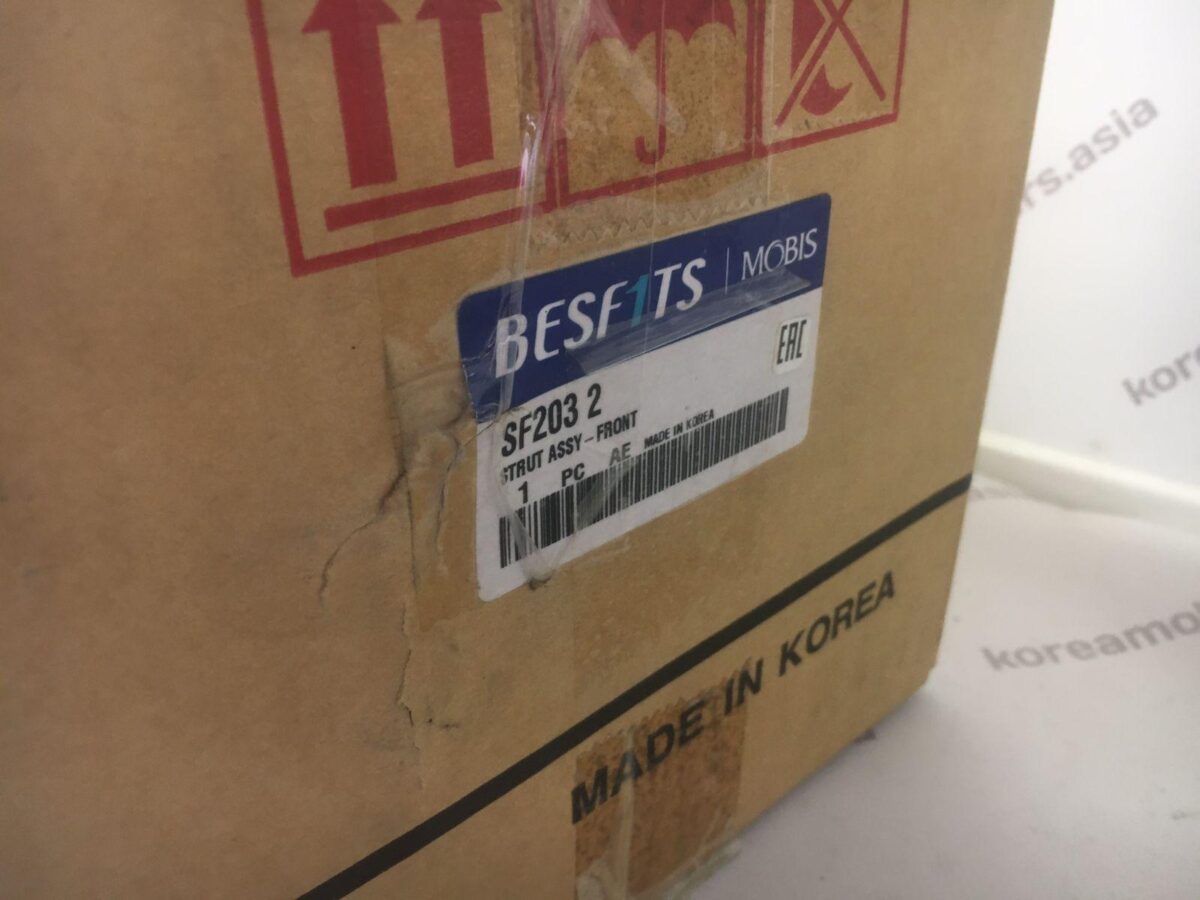 BESF1TS | MOBIS
EAC
SF203 2
STRUT ASSY-FRONT
1 PC AE MADE IN KOREA
MADE IN KOREA
rs.asia
kore
koreamo